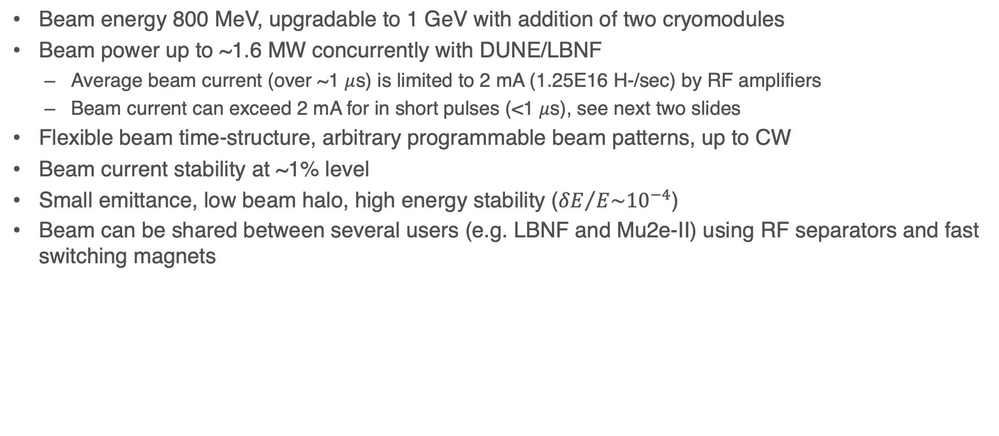 • Beam energy 800 MeV, upgradable to 1 GeV with addition of two cryomodules
• Beam power up to ~1.6 MW concurrently with DUNE/LBNF
– Average beam current (over ~1 𝜇s) is limited to 2 mA (1.25E16 H-/sec) by RF amplifiers
– Beam current can exceed 2 mA for in short pulses (<1 𝜇s), see next two slides
• Flexible beam time-structure, arbitrary programmable beam patterns, up to CW
• Beam current stability at ~1% level
• Small emittance, low beam halo, high energy stability (𝛿𝐸/𝐸~10⁻⁴)
• Beam can be shared between several users (e.g. LBNF and Mu2e-II) using RF separators and fast
switching magnets